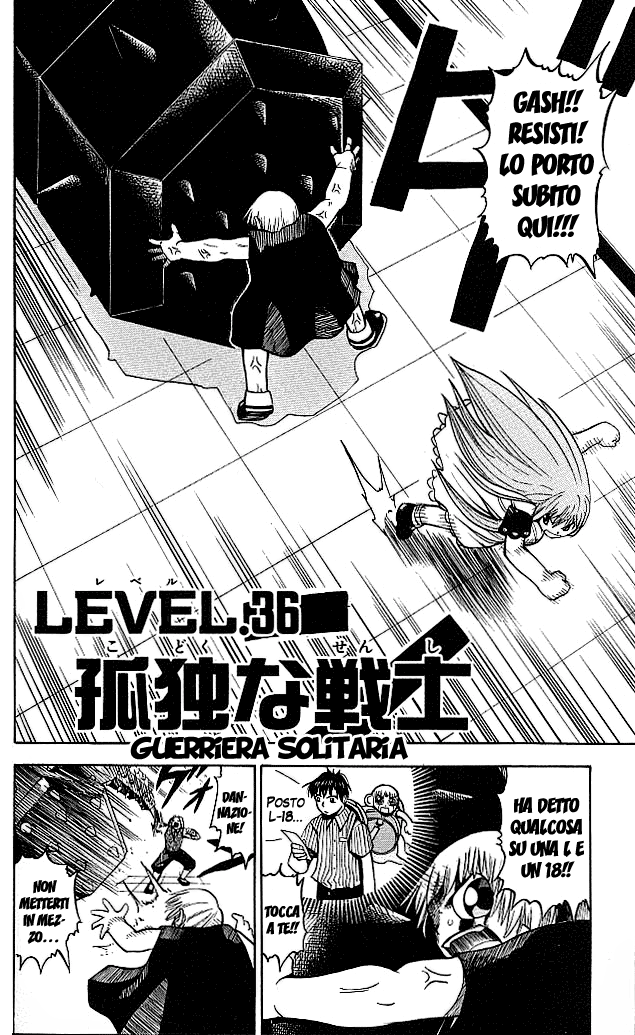 GASH!!
RESISTI!
LO PORTO
SUBITO
QUI!!!
レベル
LEVEL.36
こどく せんし
孤独な戦士
GUERRIERA SOLITARIA
HA DETTO
QUALCOSA
SU UNA L E
UN 18!!
POSTO
L-18...
TOCCA
A TE!!
DAN-
NAZIO-
NE!
NON
METTERTI
IN MEZ-
ZO...